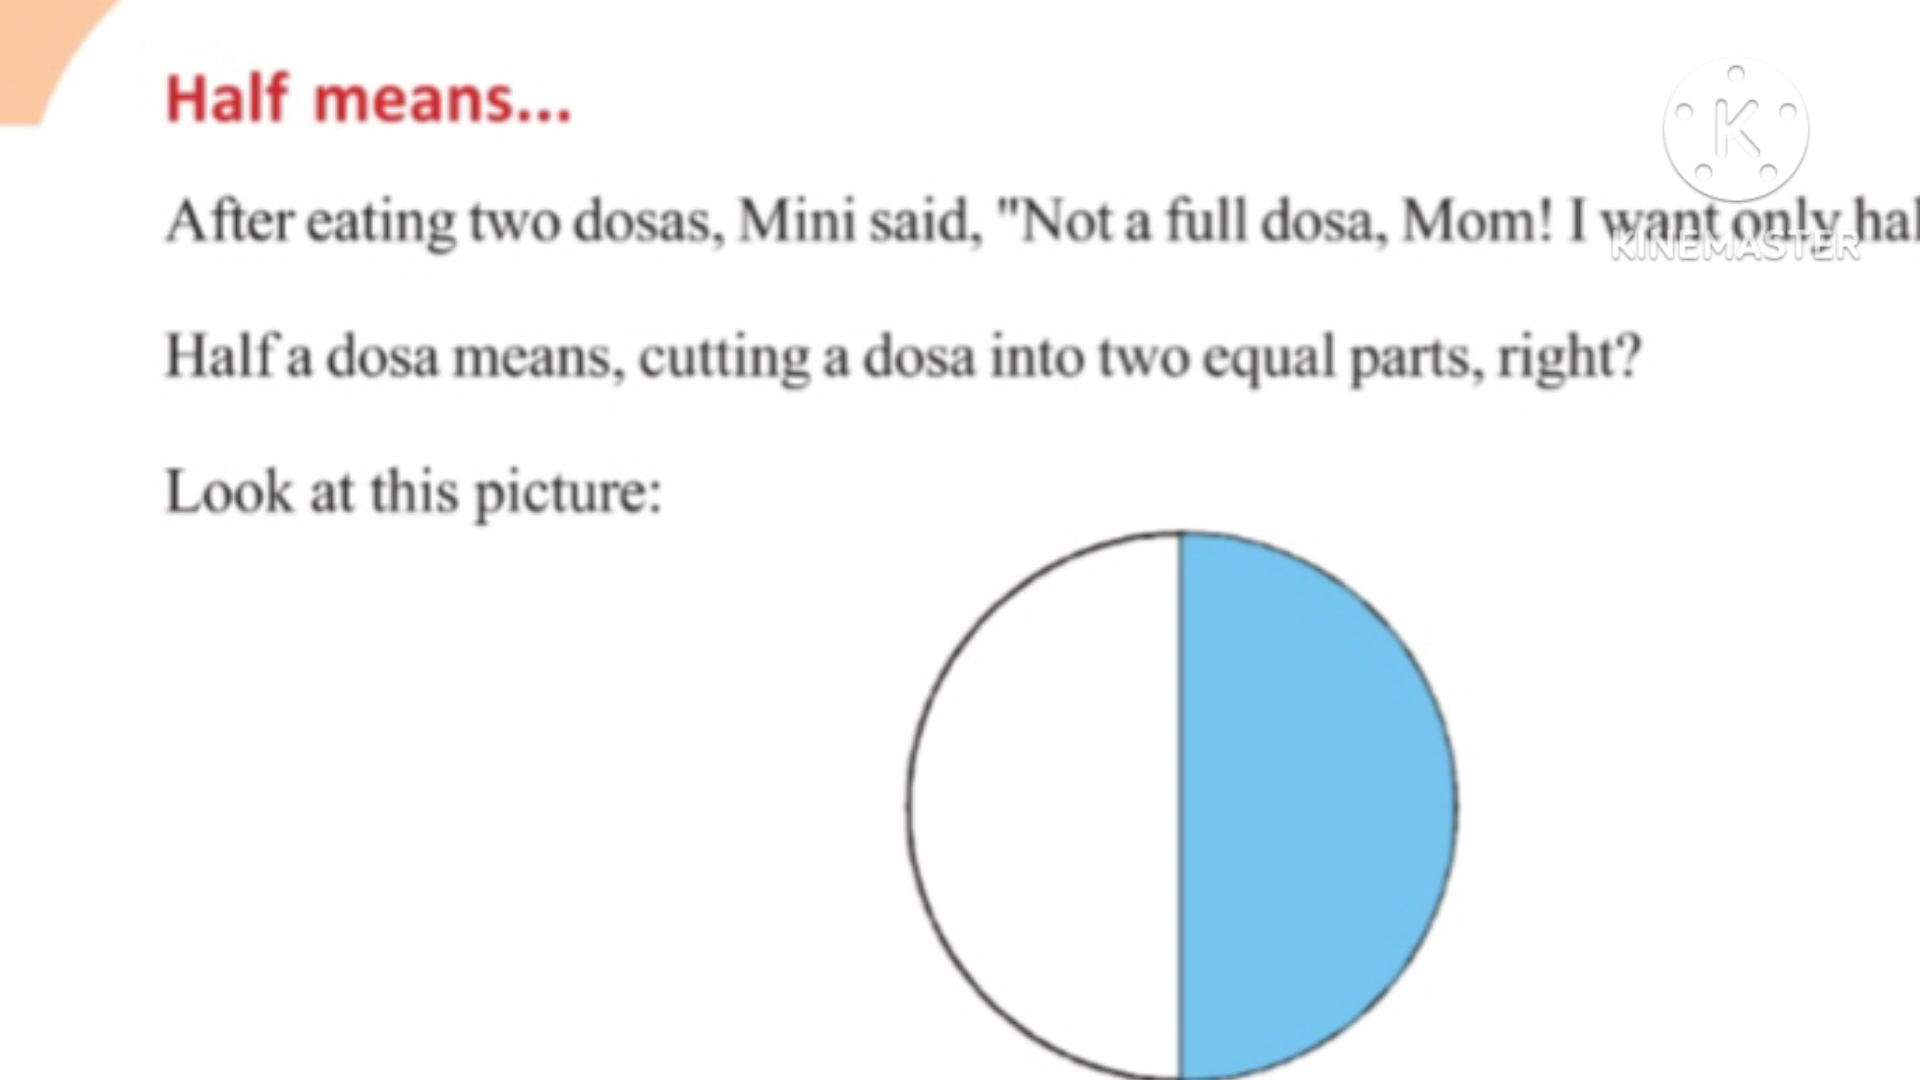 Half means...
K
KINEMASTER
After eating two dosas, Mini said, "Not a full dosa, Mom! I want only hal
Half a dosa means, cutting a dosa into two equal parts, right?
Look at this picture: